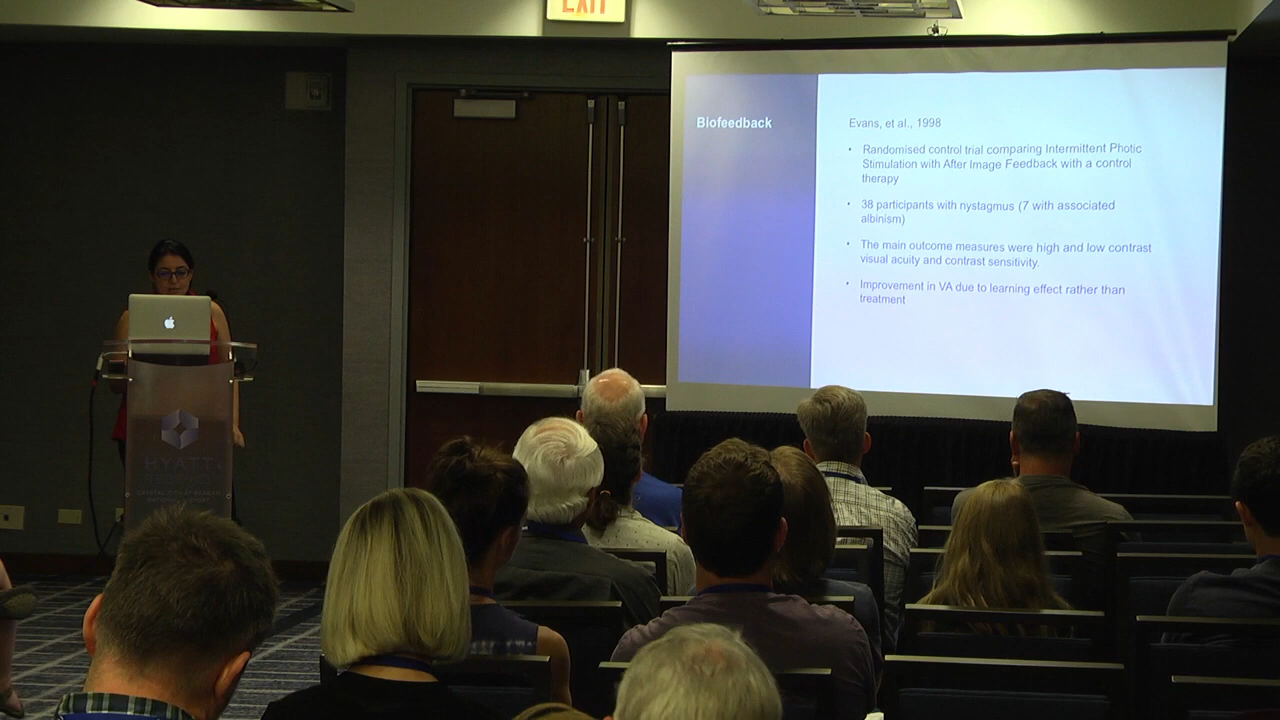 EXIT
Biofeedback
Evans, et al., 1998
• Randomised control trial comparing Intermittent Photic
Stimulation with After Image Feedback with a control
therapy
• 38 participants with nystagmus (7 with associated
albinism)
• The main outcome measures were high and low contrast
visual acuity and contrast sensitivity.
• Improvement in VA due to learning effect rather than
treatment
HYATT